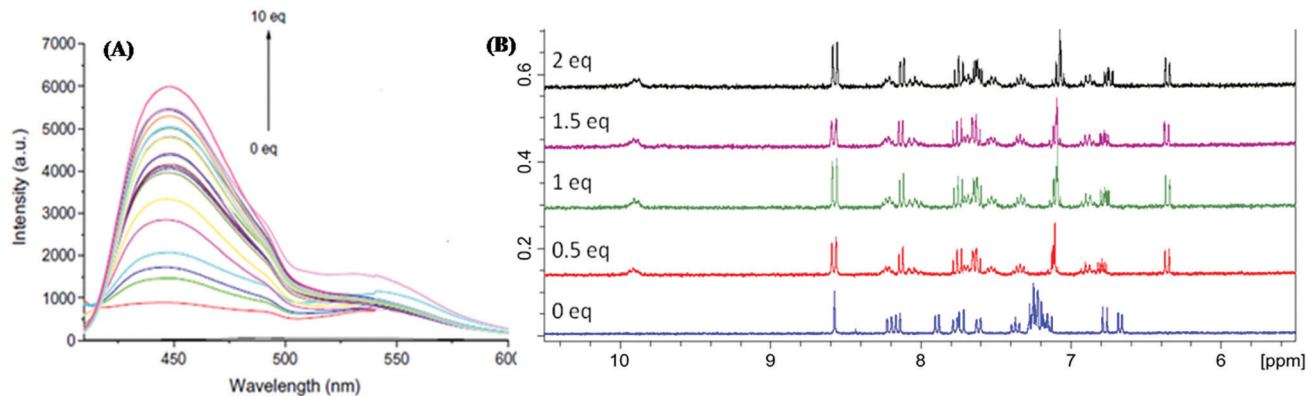 (A)
10 eq
0 eq
7000
6000
5000
4000
3000
2000
1000
0
Intensity (a.u.)
450
500
550
600
Wavelength (nm)
(B)
2 eq
1.5 eq
1 eq
0.5 eq
0 eq
0.6
0.4
0.2
10
9
8
7
6
[ppm]